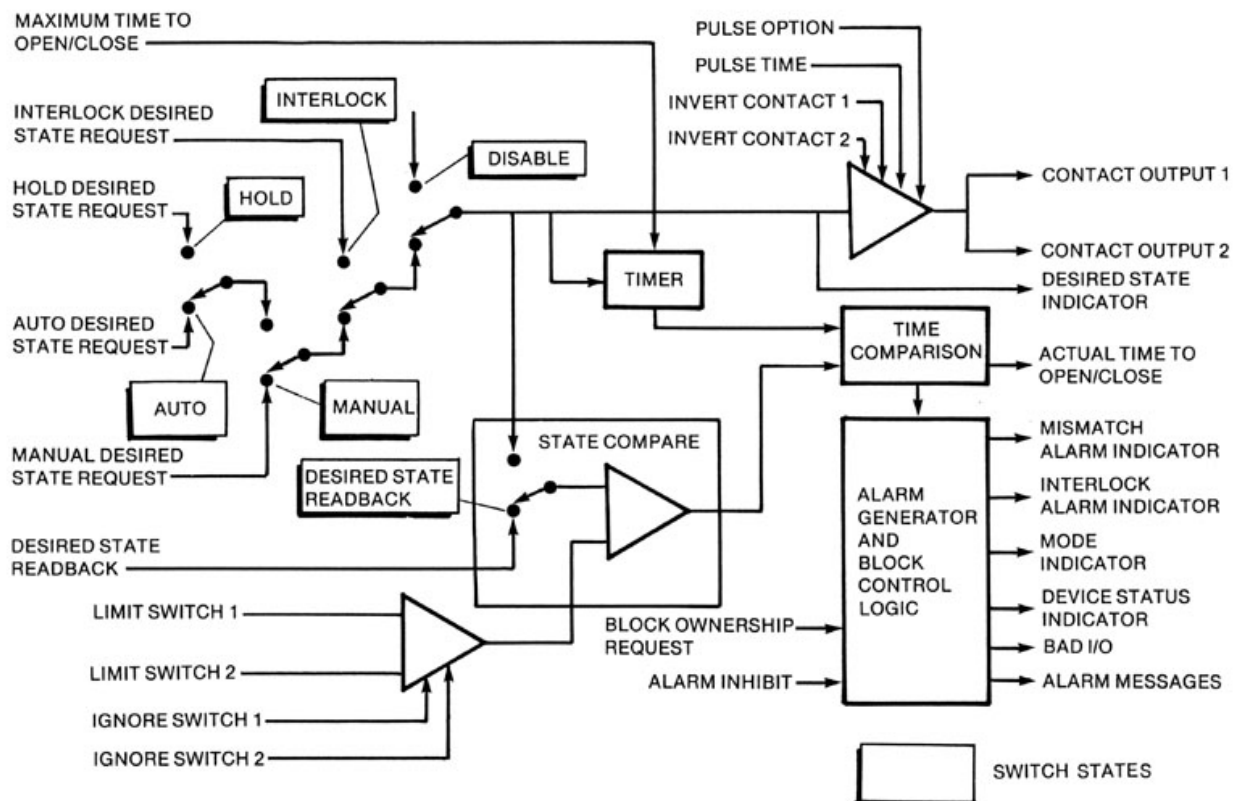 MAXIMUM TIME TO
OPEN/CLOSE
PULSE OPTION
PULSE TIME
INVERT CONTACT 1
INVERT CONTACT 2
INTERLOCK
INTERLOCK DESIRED
STATE REQUEST
DISABLE
HOLD DESIRED
STATE REQUEST
HOLD
CONTACT OUTPUT 1
CONTACT OUTPUT 2
TIMER
DESIRED STATE
INDICATOR
AUTO DESIRED
STATE REQUEST
TIME
COMPARISON
ACTUAL TIME TO
OPEN/CLOSE
AUTO
MANUAL
MANUAL DESIRED
STATE REQUEST
STATE COMPARE
DESIRED STATE
READBACK
MISMATCH
ALARM INDICATOR
INTERLOCK
ALARM INDICATOR
ALARM
GENERATOR
AND
BLOCK
CONTROL
LOGIC
MODE
INDICATOR
DESIRED STATE
READBACK
DEVICE STATUS
INDICATOR
LIMIT SWITCH 1
BLOCK OWNERSHIP
REQUEST
BAD I/O
LIMIT SWITCH 2
ALARM INHIBIT
ALARM MESSAGES
IGNORE SWITCH 1
IGNORE SWITCH 2
SWITCH STATES